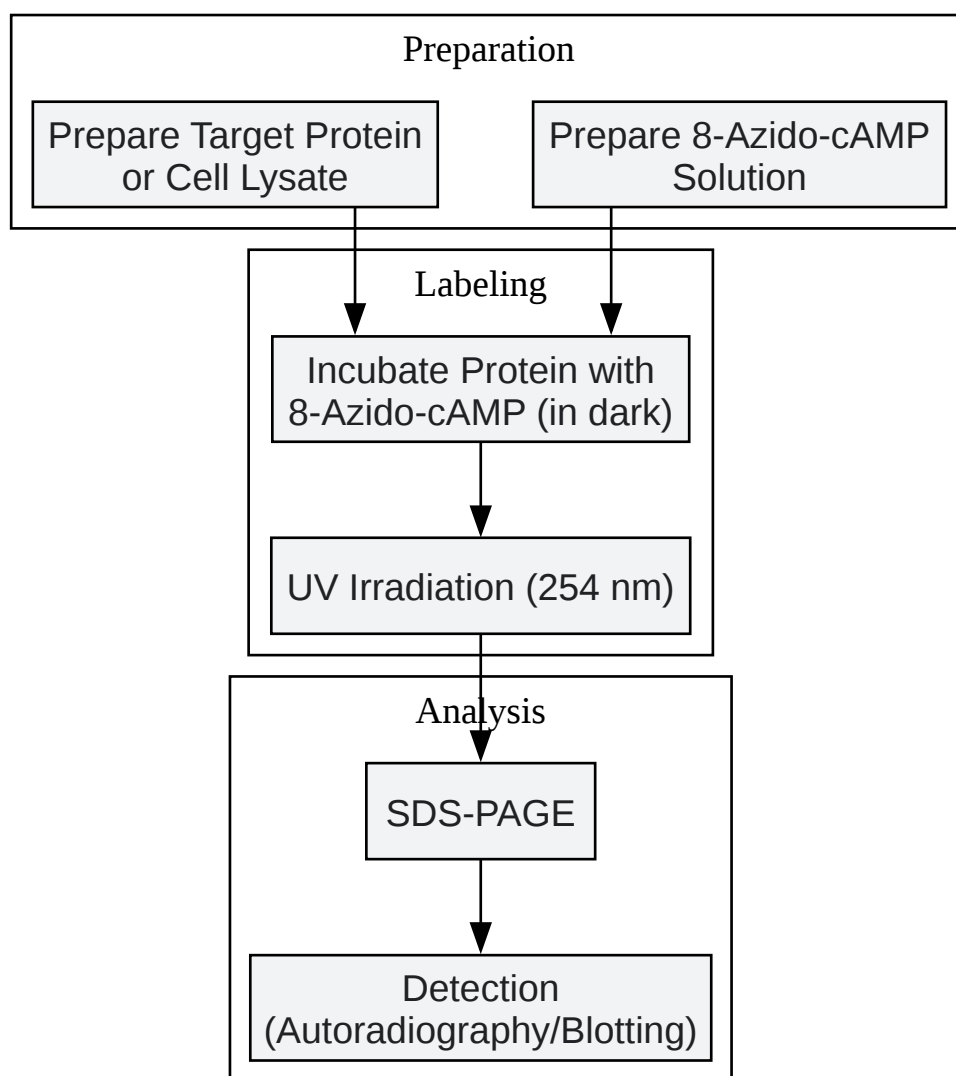 Preparation
Prepare Target Protein
or Cell Lysate
Prepare 8-Azido-cAMP
Solution
Labeling
Incubate Protein with
8-Azido-cAMP (in dark)
UV Irradiation (254 nm)
Analysis
SDS-PAGE
Detection
(Autoradiography/Blotting)